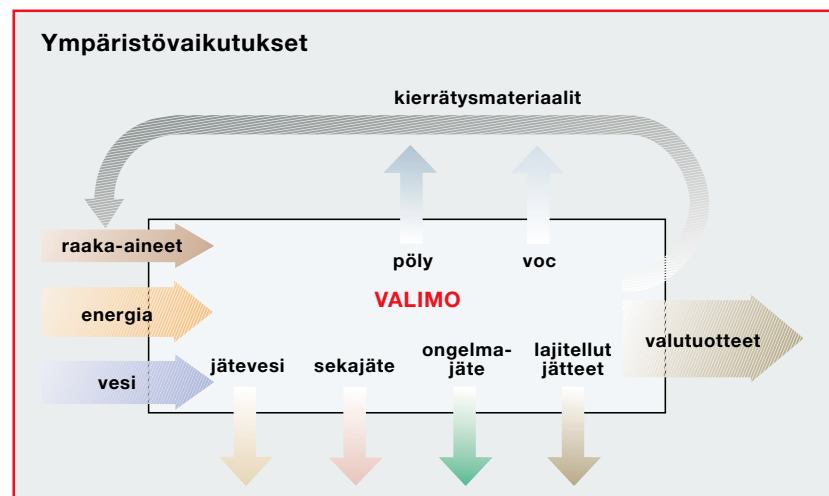 Ympäristövaikutukset
kierrätysmateriaalit
raaka-aineet
pöly
voc
energia
VALIMO
valutuotteet
vesi
jätevesi
sekajäte
ongelma-
jäte
lajitellut
jätteet